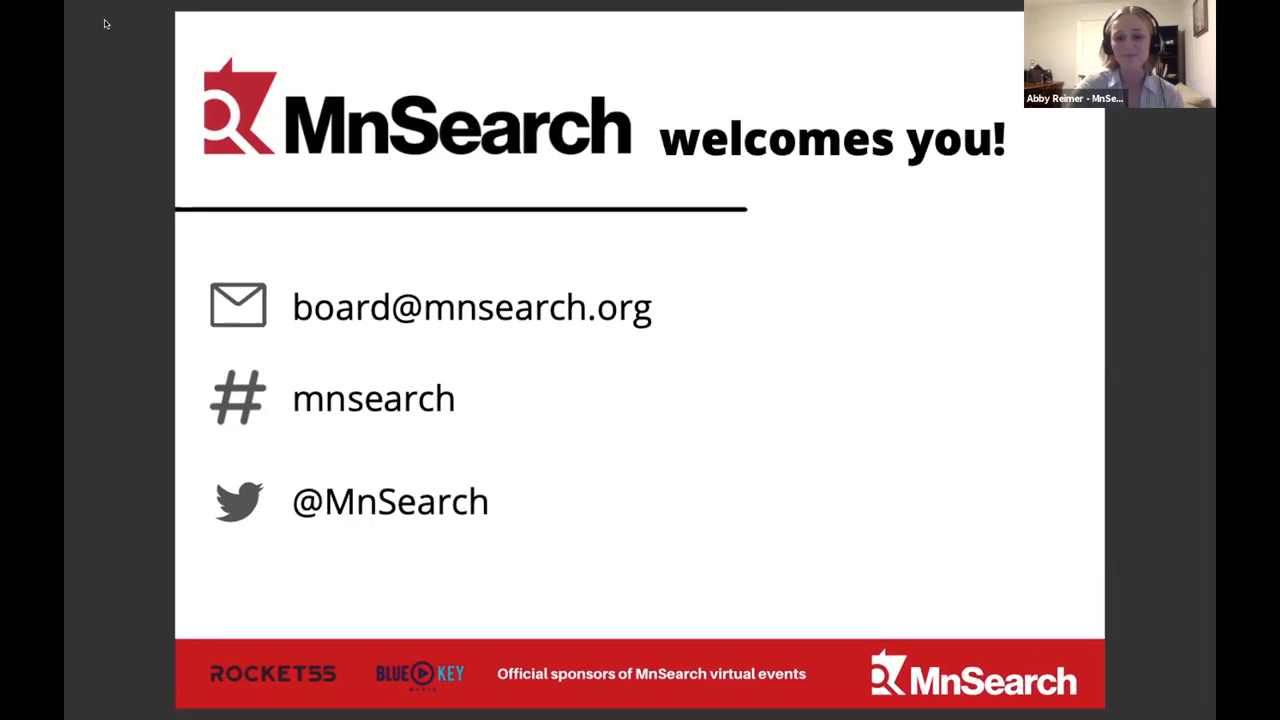 MnSearch welcomes you!
Abby Reimer - MnSe...
board@mnsearch.org
# mnsearch
@MnSearch
ROCKET55
BLUE KEY
MEDIA
Official sponsors of MnSearch virtual events
MnSearch